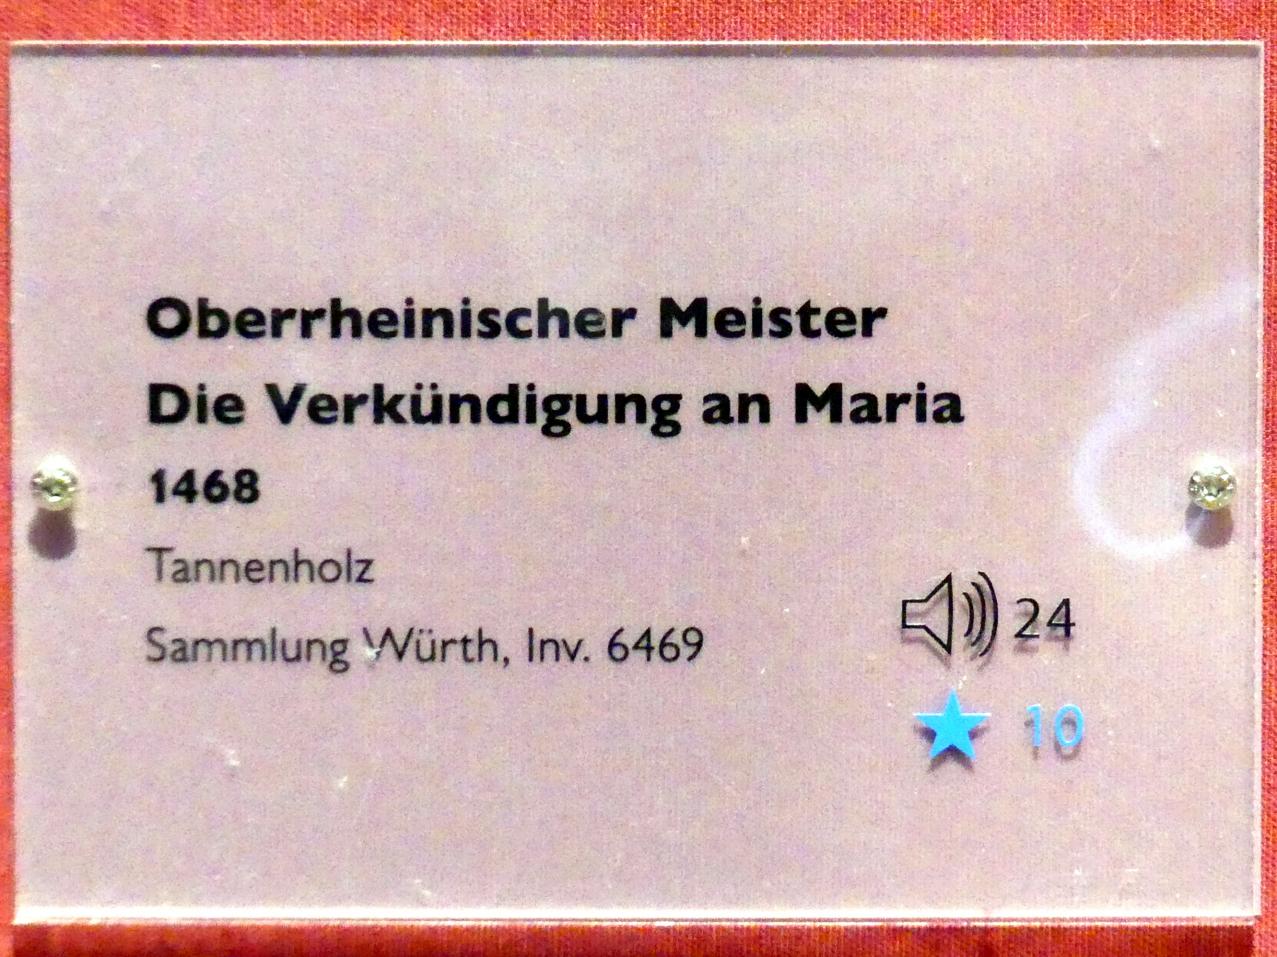 Oberrheinischer Meister
Die Verkündigung an Maria
1468
Tannenholz
Sammlung Würth, Inv. 6469
24
10